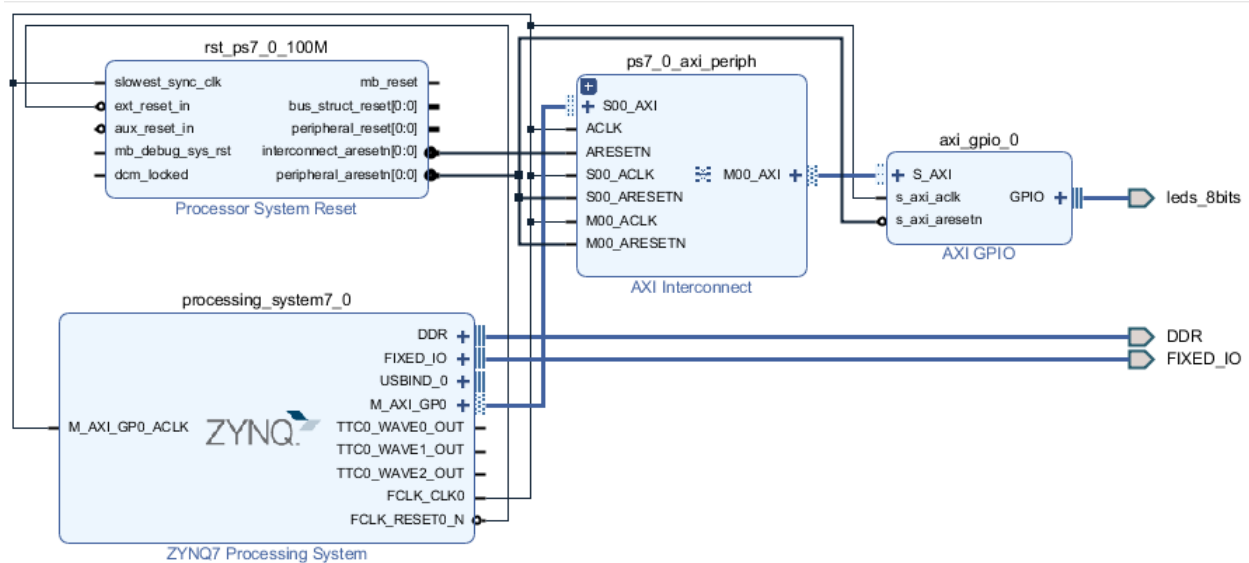 rst_ps7_0_100M
slowest_sync_clk
ext_reset_in
aux_reset_in
mb_debug_sys_rst
dcm_locked
mb_reset
bus_struct_reset[0:0]
peripheral_reset[0:0]
interconnect_aresetn[0:0]
peripheral_aresetn[0:0]
Processor System Reset
ps7_0_axi_periph
S00_AXI
ACLK
ARESETN
S00_ACLK
S00_ARESETN
M00_ACLK
M00_ARESETN
M00_AXI
AXI Interconnect
axi_gpio_0
S_AXI
s_axi_aclk
s_axi_aresetn
GPIO
AXI GPIO
leds_8bits
processing_system7_0
M_AXI_GP0_ACLK
ZYNQ
DDR
FIXED_IO
USBIND_0
M_AXI_GP0
TTC0_WAVE0_OUT
TTC0_WAVE1_OUT
TTC0_WAVE2_OUT
FCLK_CLK0
FCLK_RESET0_N
ZYNQ7 Processing System
DDR
FIXED_IO